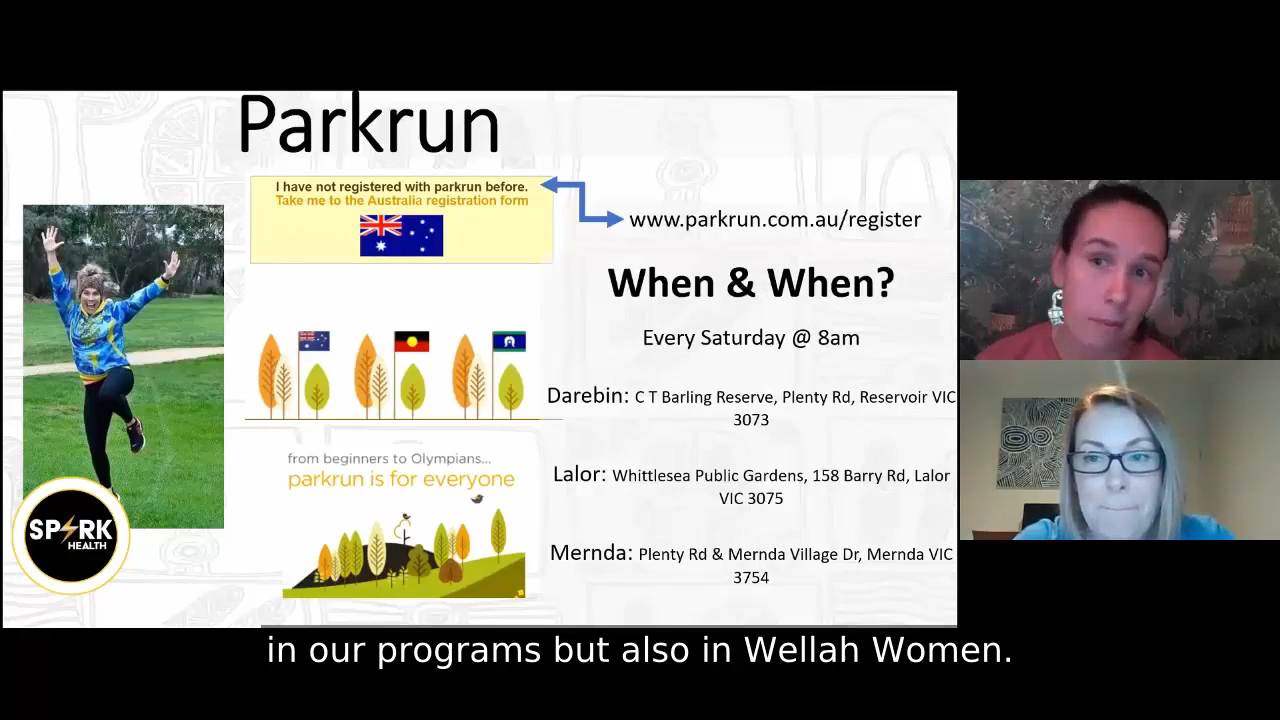 Parkrun
I have not registered with parkrun before.
Take me to the Australia registration form
www.parkrun.com.au/register
When & When?
Every Saturday @ 8am
Darebin: C T Barling Reserve, Plenty Rd, Reservoir VIC
3073
from beginners to Olympians...
parkrun is for everyone
Lalor: Whittlesea Public Gardens, 158 Barry Rd, Lalor
VIC 3075
Mernda: Plenty Rd & Mernda Village Dr, Mernda VIC
3754
SPRK
HEALTH
in our programs but also in Wellah Women.